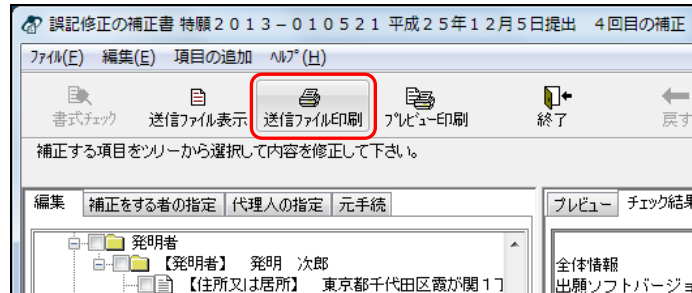 誤記修正の補正書 特願2013-010521 平成25年12月5日提出 4回目の補正
ファイル(F) 編集(E) 項目の追加 ヘルプ(H)
書式チェック 送信ファイル表示 送信ファイル印刷 プレビュー印刷 終了 戻す
補正する項目をツリーから選択して内容を修正して下さい。
編集 補正をする者の指定 代理人の指定 元手続 プレビュー チェック結果
発明者
【発明者】 発明 次郎 全体情報
【住所又は居所】 東京都千代田区霞が関1丁 出願ソフトバージョ